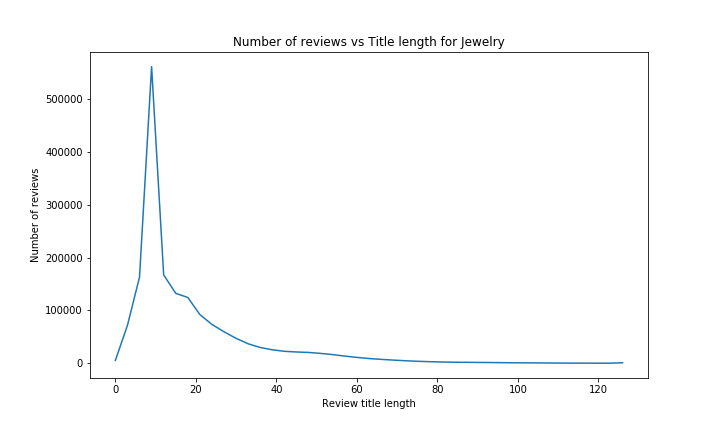 Number of reviews vs Title length for Jewelry
500000
400000
300000
200000
100000
0
Number of reviews
0 20 40 60 80 100 120
Review title length